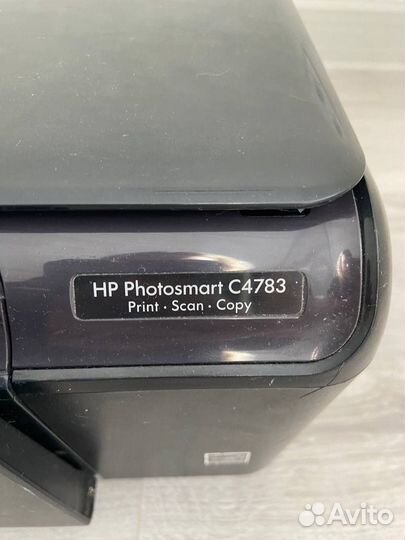 HP Photosmart C4783
Print · Scan · Copy
Avito